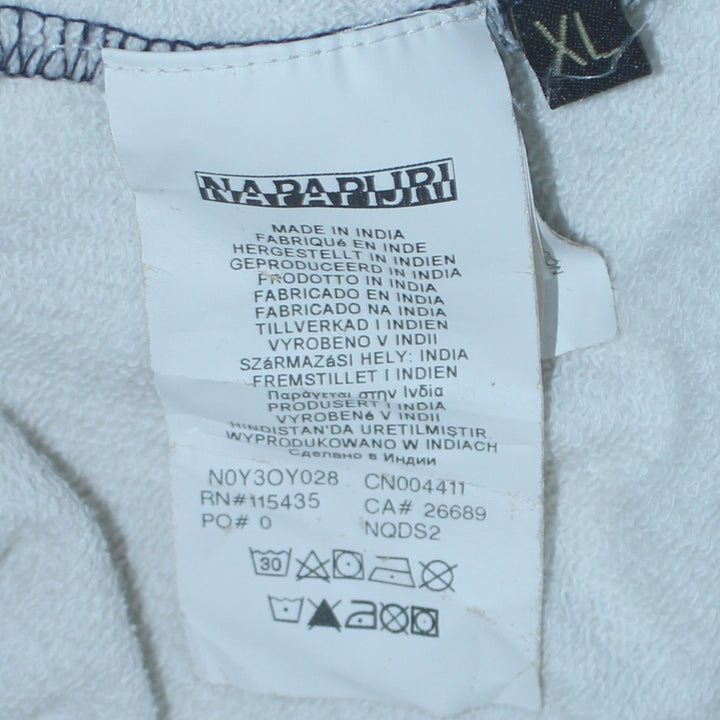 XL
NAPAPIJRI
MADE IN INDIA
FABRIQUé EN INDE
HERGESTELLT IN INDIEN
GEPRODUCEERD IN INDIA
PRODOTTO IN INDIA
FABRICADO EN INDIA
FABRICADO NA INDIA
TILLVERKAD I INDIEN
VYROBENO V INDII
SZáRMAZáSI HELY: INDIA
FREMSTILLET I INDIEN
Παράγεται στην Ινδία
PRODUSERT I INDIA
VYROBENé V INDII
HINDISTAN'DA URETILMIŞTIR
WYPRODUKOWANO W INDIACH
Сделано в Индии
N0Y3OY028 CN004411
RN#115435 CA# 26689
PO# 0 NQDS2
30